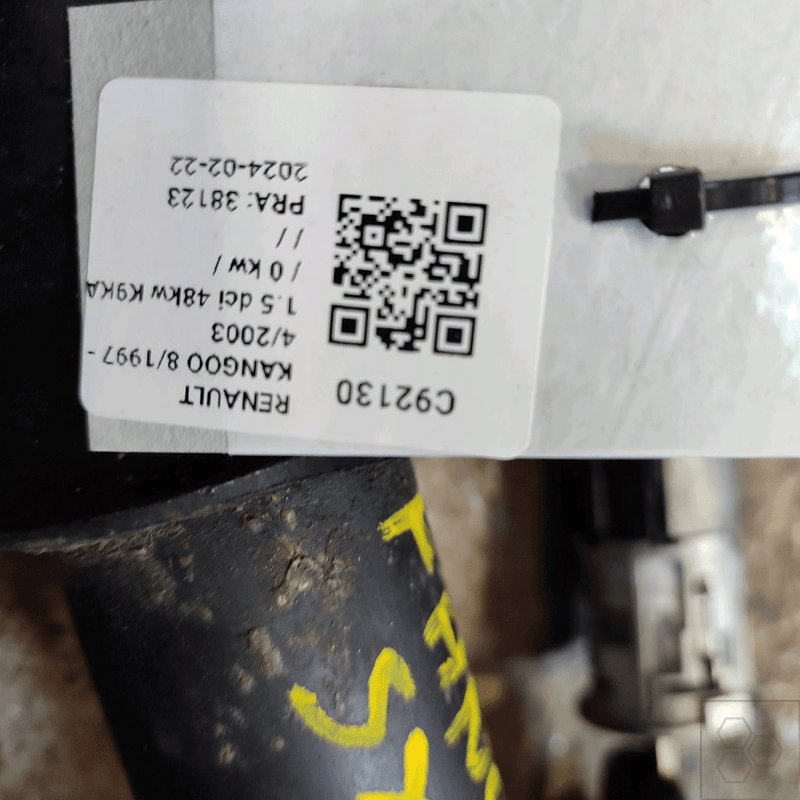 C92130
RENAULT
KANGOO 8/1997 -
4/2003
1.5 dci 48kw K9KA
/ 0 kw /
/ /
PRA: 38123
2024-02-22